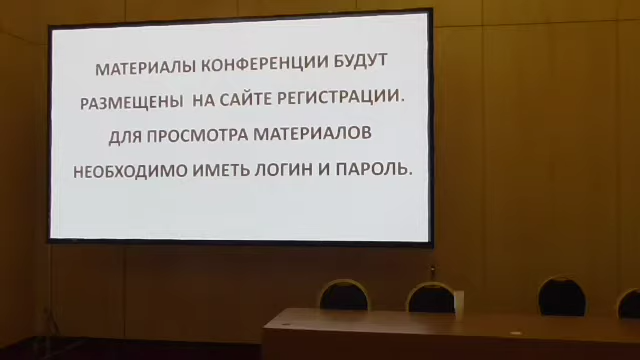 МАТЕРИАЛЫ КОНФЕРЕНЦИИ БУДУТ
РАЗМЕЩЕНЫ НА САЙТЕ РЕГИСТРАЦИИ.
ДЛЯ ПРОСМОТРА МАТЕРИАЛОВ
НЕОБХОДИМО ИМЕТЬ ЛОГИН И ПАРОЛЬ.